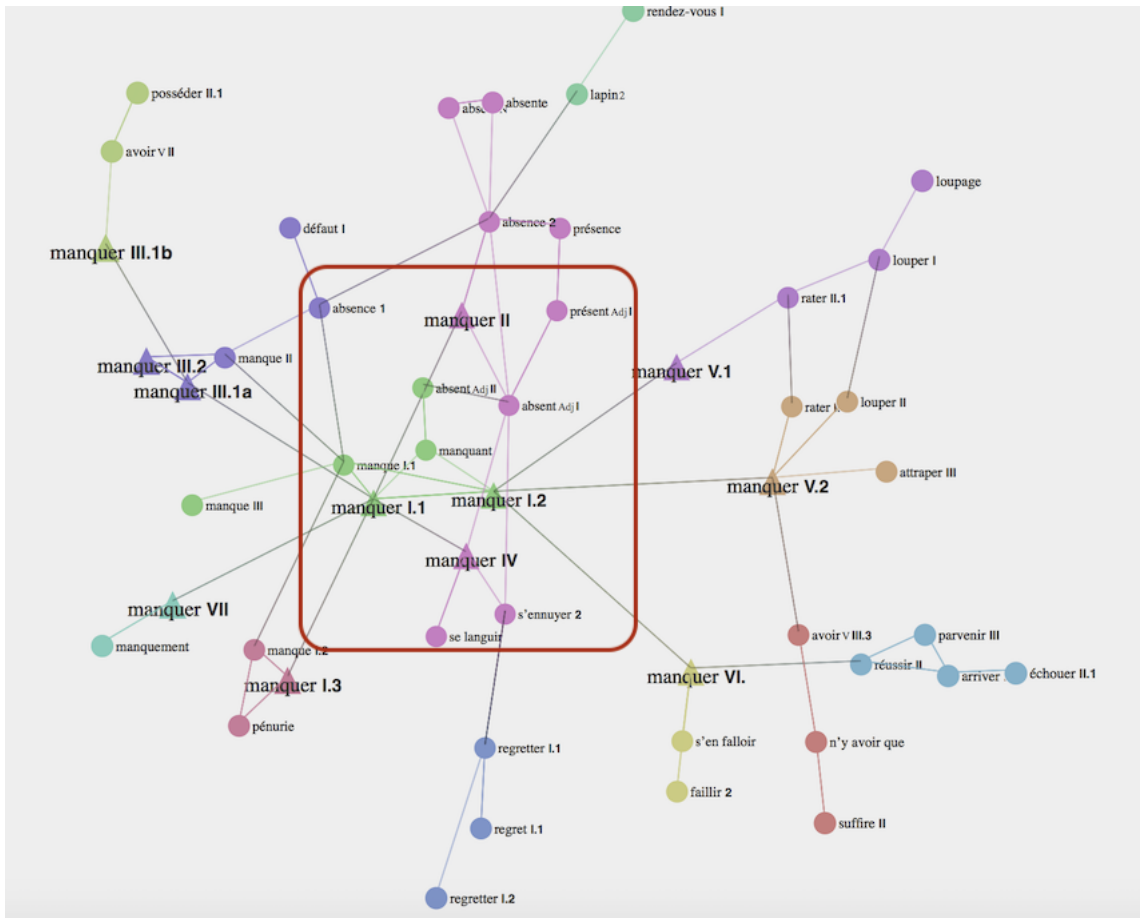 rendez-vous I
posséder II.1
lapin2
absente
avoir V II
loupage
absence 2
présence
défaut I
manquer III.1b
louper I
rater II.1
absence 1
présent Adj I
manquer II
manque II
manquer III.2
manquer V.1
manquer III.1a
absent Adj II
absent Adj I
louper II
rater
manquant
manque I.1
attraper III
manquer V.2
manque III
manquer I.1
manquer I.2
manquer IV
manquer VII
s'ennuyer 2
se languir
avoir V III.3
parvenir III
manquement
manque I.2
réussir II
arriver
échouer II.1
manquer VI.
manquer I.3
pénurie
regretter I.1
s'en falloir
n'y avoir que
faillir 2
regret I.1
suffire II
regretter I.2